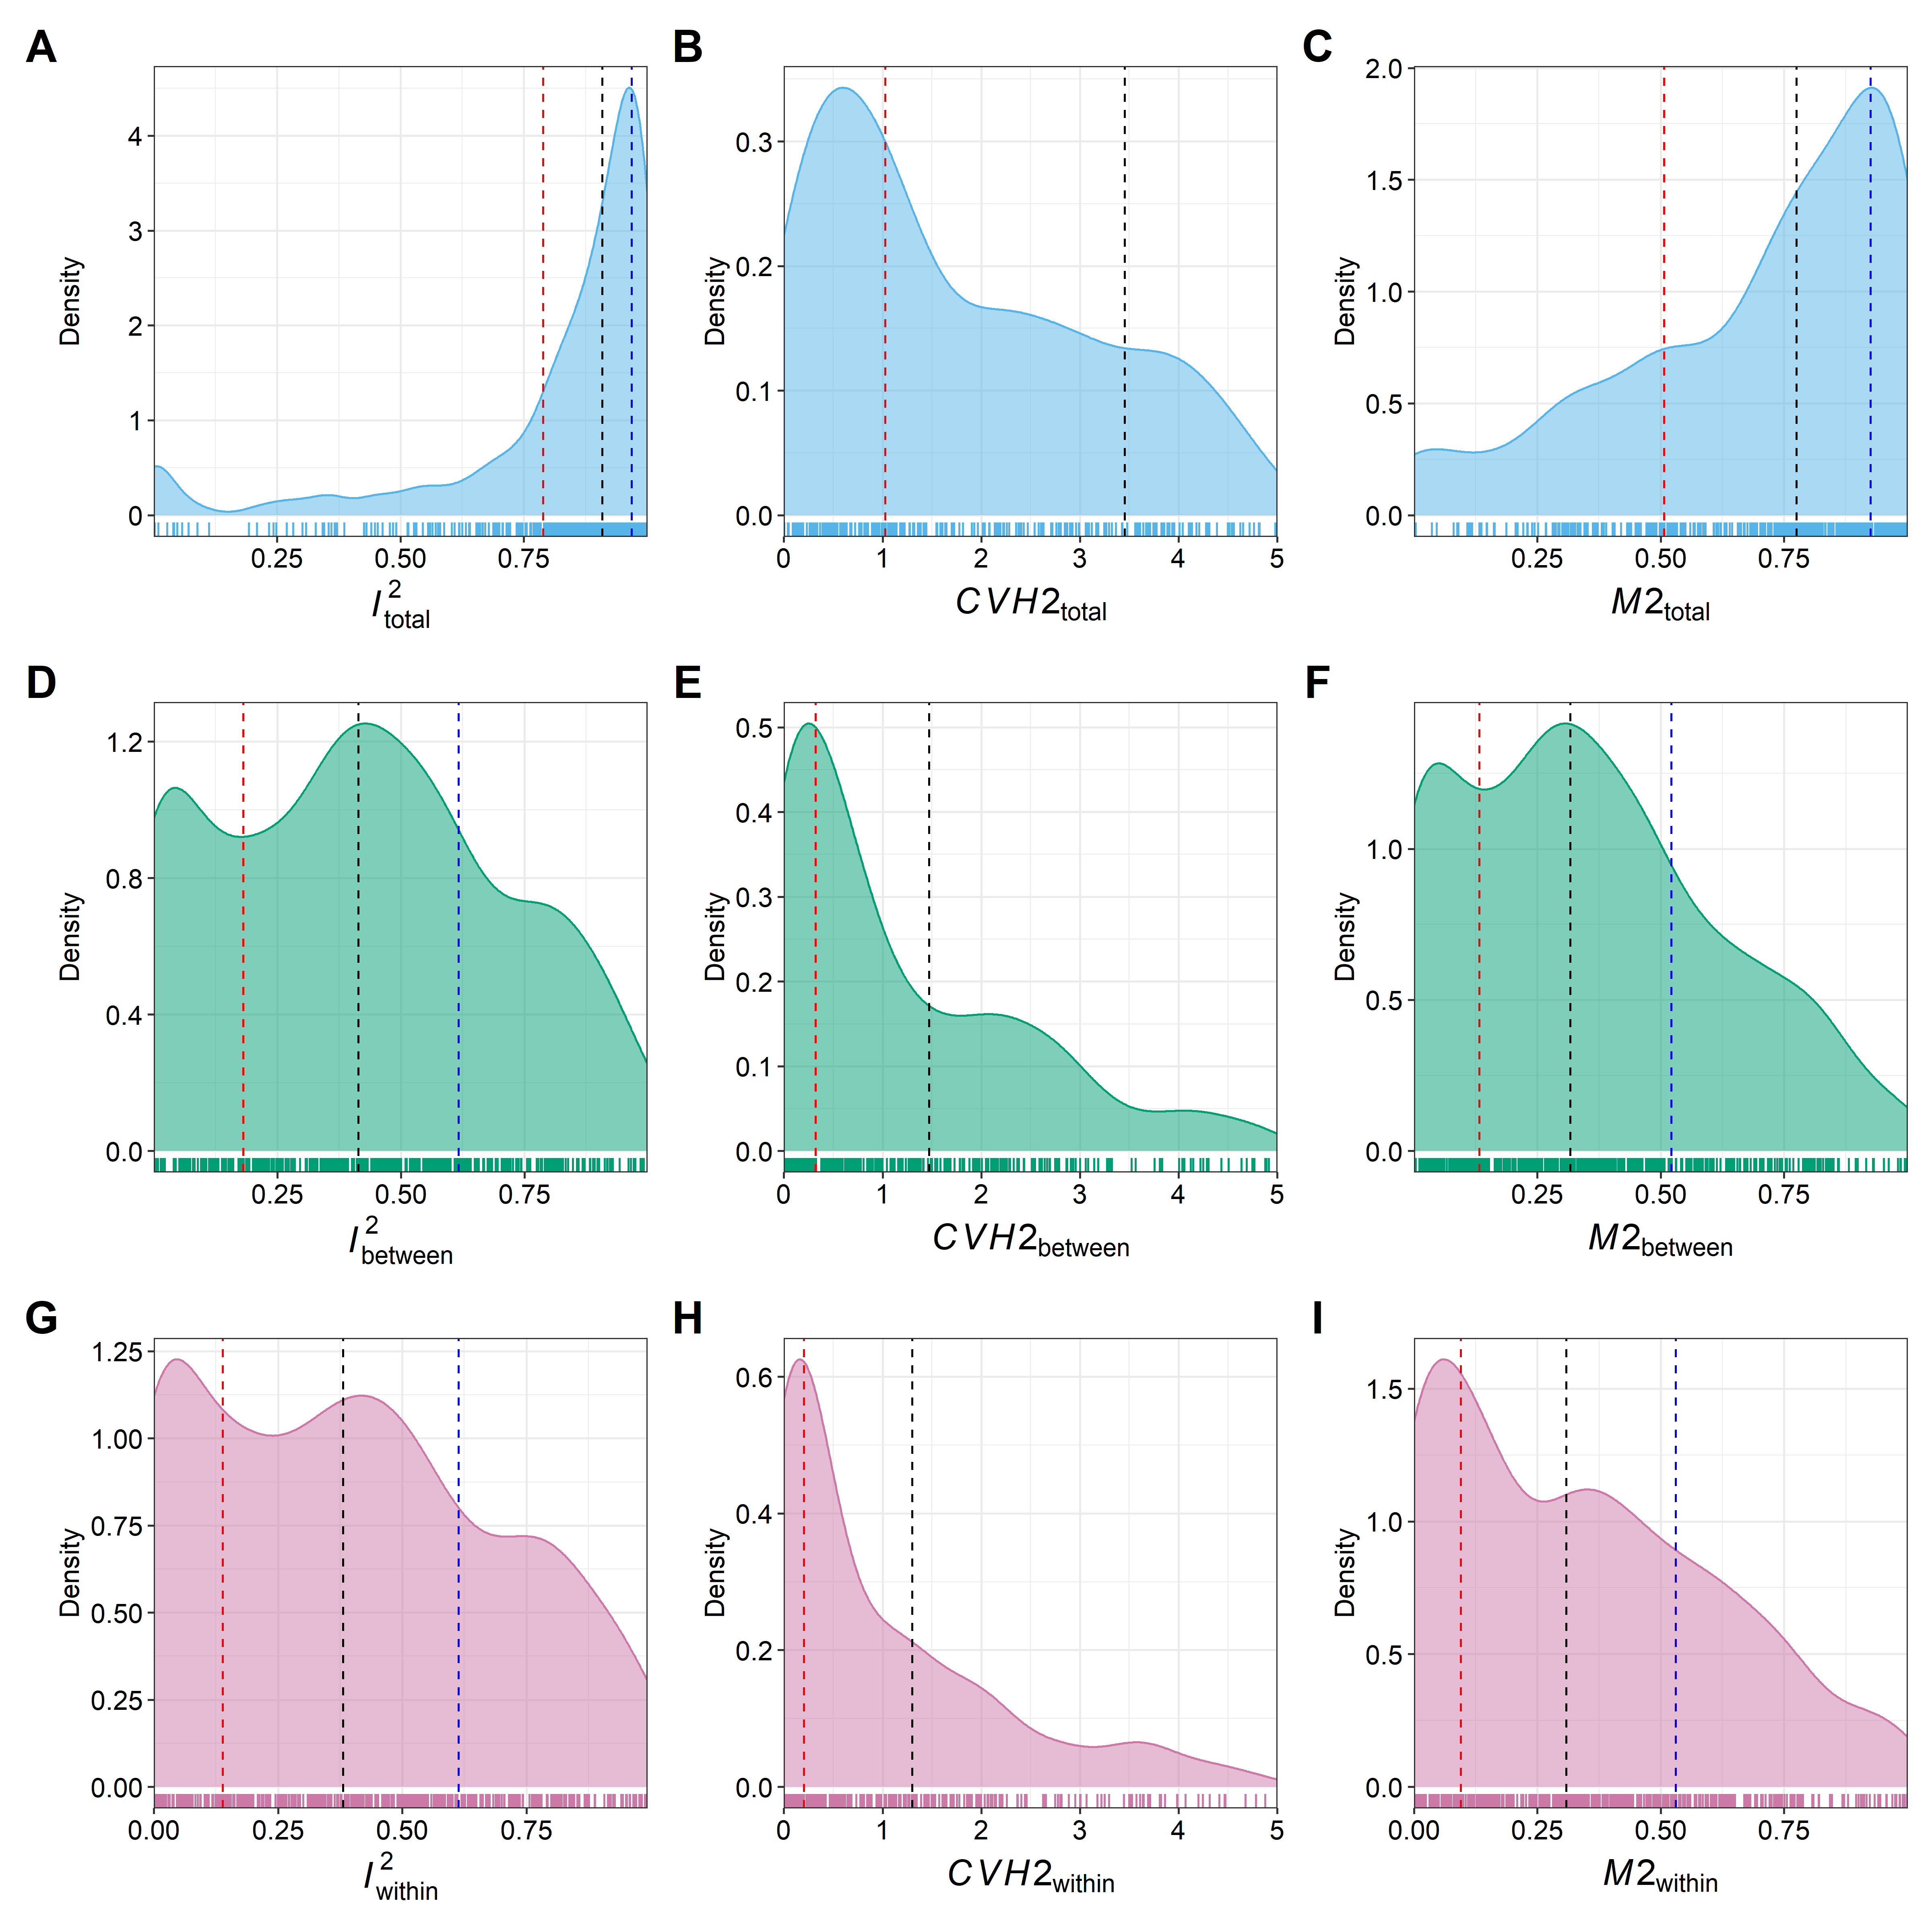 A
B
C
Density
4
3
2
1
0
0.25 0.50 0.75
I²total
Density
0.3
0.2
0.1
0.0
0 1 2 3 4 5
CVH2total
Density
2.0
1.5
1.0
0.5
0.0
0.25 0.50 0.75
M2total
D
E
F
Density
1.2
0.8
0.4
0.0
0.25 0.50 0.75
I²between
Density
0.5
0.4
0.3
0.2
0.1
0.0
0 1 2 3 4 5
CVH2between
Density
1.0
0.5
0.0
0.25 0.50 0.75
M2between
G
H
I
Density
1.25
1.00
0.75
0.50
0.25
0.00
0.00 0.25 0.50 0.75
I²within
Density
0.6
0.4
0.2
0.0
0 1 2 3 4 5
CVH2within
Density
1.5
1.0
0.5
0.0
0.00 0.25 0.50 0.75
M2within